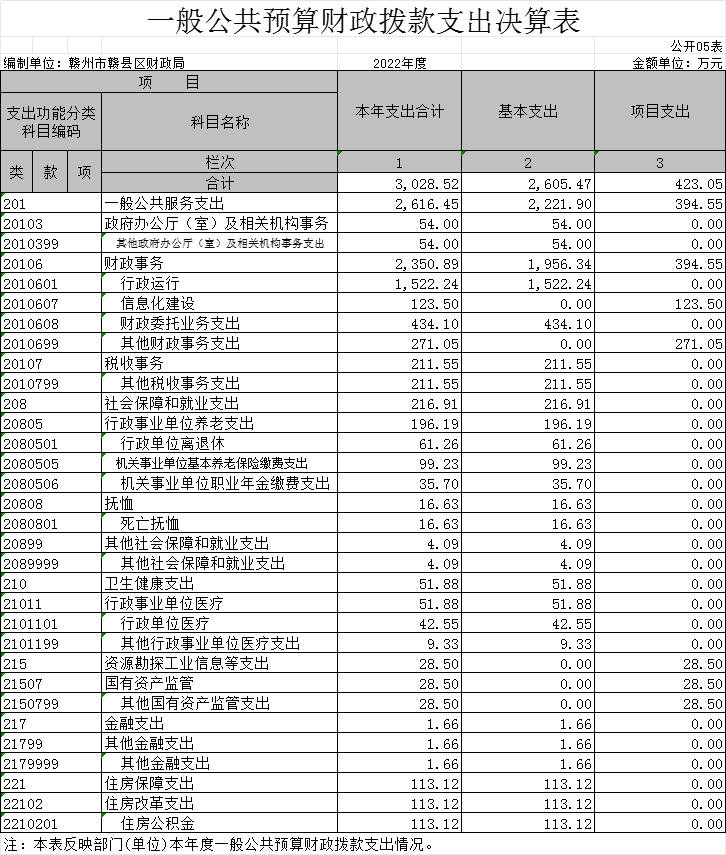 一般公共预算财政拨款支出决算表
公开05表
编制单位：赣州市赣县区财政局 2022年度 金额单位：万元
项 目 本年支出合计 基本支出 项目支出
支出功能分类科目编码 科目名称
类 款 项 栏次 1 2 3
合计 3,028.52 2,605.47 423.05
201 一般公共服务支出 2,616.45 2,221.90 394.55
20103 政府办公厅（室）及相关机构事务 54.00 54.00 0.00
2010399 其他政府办公厅（室）及相关机构事务支出 54.00 54.00 0.00
20106 财政事务 2,350.89 1,956.34 394.55
2010601 行政运行 1,522.24 1,522.24 0.00
2010607 信息化建设 123.50 0.00 123.50
2010608 财政委托业务支出 434.10 434.10 0.00
2010699 其他财政事务支出 271.05 0.00 271.05
20107 税收事务 211.55 211.55 0.00
2010799 其他税收事务支出 211.55 211.55 0.00
208 社会保障和就业支出 216.91 216.91 0.00
20805 行政事业单位养老支出 196.19 196.19 0.00
2080501 行政单位离退休 61.26 61.26 0.00
2080505 机关事业单位基本养老保险缴费支出 99.23 99.23 0.00
2080506 机关事业单位职业年金缴费支出 35.70 35.70 0.00
20808 抚恤 16.63 16.63 0.00
2080801 死亡抚恤 16.63 16.63 0.00
20899 其他社会保障和就业支出 4.09 4.09 0.00
2089999 其他社会保障和就业支出 4.09 4.09 0.00
210 卫生健康支出 51.88 51.88 0.00
21011 行政事业单位医疗 51.88 51.88 0.00
2101101 行政单位医疗 42.55 42.55 0.00
2101199 其他行政事业单位医疗支出 9.33 9.33 0.00
215 资源勘探工业信息等支出 28.50 0.00 28.50
21507 国有资产监管 28.50 0.00 28.50
2150799 其他国有资产监管支出 28.50 0.00 28.50
217 金融支出 1.66 1.66 0.00
21799 其他金融支出 1.66 1.66 0.00
2179999 其他金融支出 1.66 1.66 0.00
221 住房保障支出 113.12 113.12 0.00
22102 住房改革支出 113.12 113.12 0.00
2210201 住房公积金 113.12 113.12 0.00
注：本表反映部门(单位)本年度一般公共预算财政拨款支出情况。